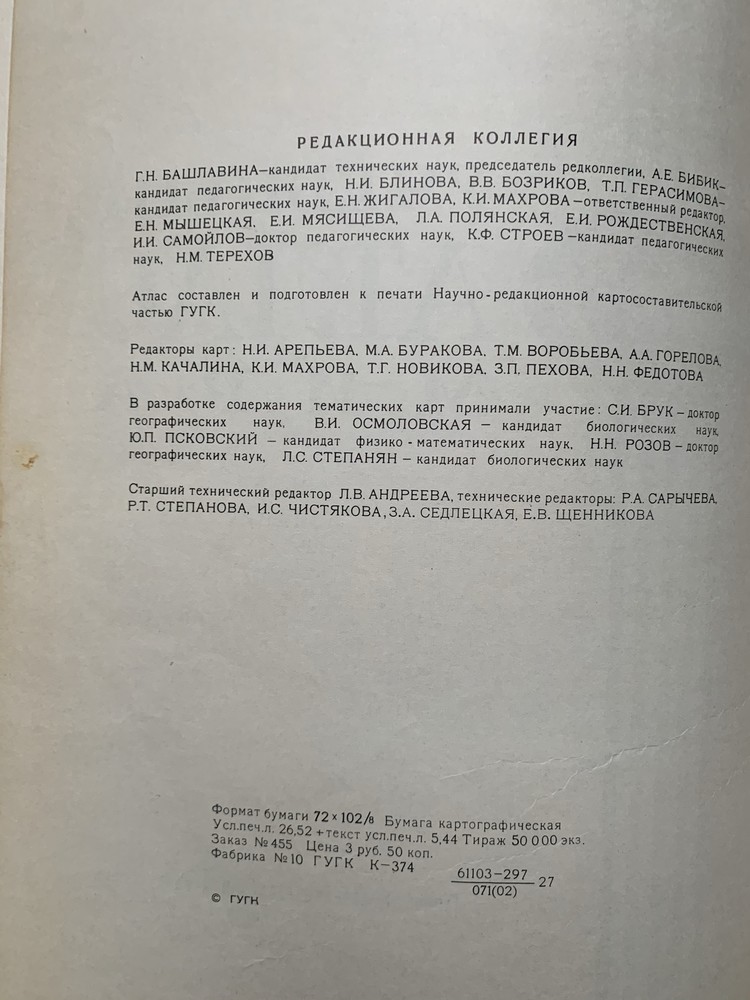 РЕДАКЦИОННАЯ КОЛЛЕГИЯ
Г.Н. БАШЛАВИНА—кандидат технических наук, председатель редколлегии, А.Е. БИБИК—
кандидат педагогических наук, Н.И. БЛИНОВА, В.В. БОЗРИКОВ, Т.П. ГЕРАСИМОВА—
кандидат педагогических наук, Е.Н. ЖИГАЛОВА, К.И. МАХРОВА—ответственный редактор,
Е.Н. МЫШЕЦКАЯ, Е.И. МЯСИЩЕВА, Л.А. ПОЛЯНСКАЯ, Е.И. РОЖДЕСТВЕНСКАЯ,
И.И. САМОЙЛОВ—доктор педагогических наук, К.Ф. СТРОЕВ—кандидат педагогических
наук, Н.М. ТЕРЕХОВ
Атлас составлен и подготовлен к печати Научно-редакционной картосоставительской
частью ГУГК.
Редакторы карт: Н.И. АРЕПЬЕВА, М.А. БУРАКОВА, Т.М. ВОРОБЬЕВА, А.А. ГОРЕЛОВА,
Н.М. КАЧАЛИНА, К.И. МАХРОВА, Т.Г. НОВИКОВА, З.П. ПЕХОВА, Н.Н. ФЕДОТОВА
В разработке содержания тематических карт принимали участие: С.И. БРУК—доктор
географических наук, В.И. ОСМОЛОВСКАЯ — кандидат биологических наук,
Ю.П. ПСКОВСКИЙ — кандидат физико-математических наук, Н.Н. РОЗОВ—доктор
географических наук, Л.С. СТЕПАНЯН—кандидат биологических наук
Старший технический редактор Л.В. АНДРЕЕВА, технические редакторы: Р.А. САРЫЧЕВА,
Р.Т. СТЕПАНОВА, И.С. ЧИСТЯКОВА, З.А. СЕДЛЕЦКАЯ, Е.В. ЩЕННИКОВА
Формат бумаги 72×102/8 Бумага картографическая
Усл.печ.л. 26,52+текст усл.печ.л. 5,44 Тираж 50 000 экз.
Заказ №455 Цена 3 руб. 50 коп.
Фабрика №10 ГУГК К—374
61103—297
071(02) — 27
© ГУГК